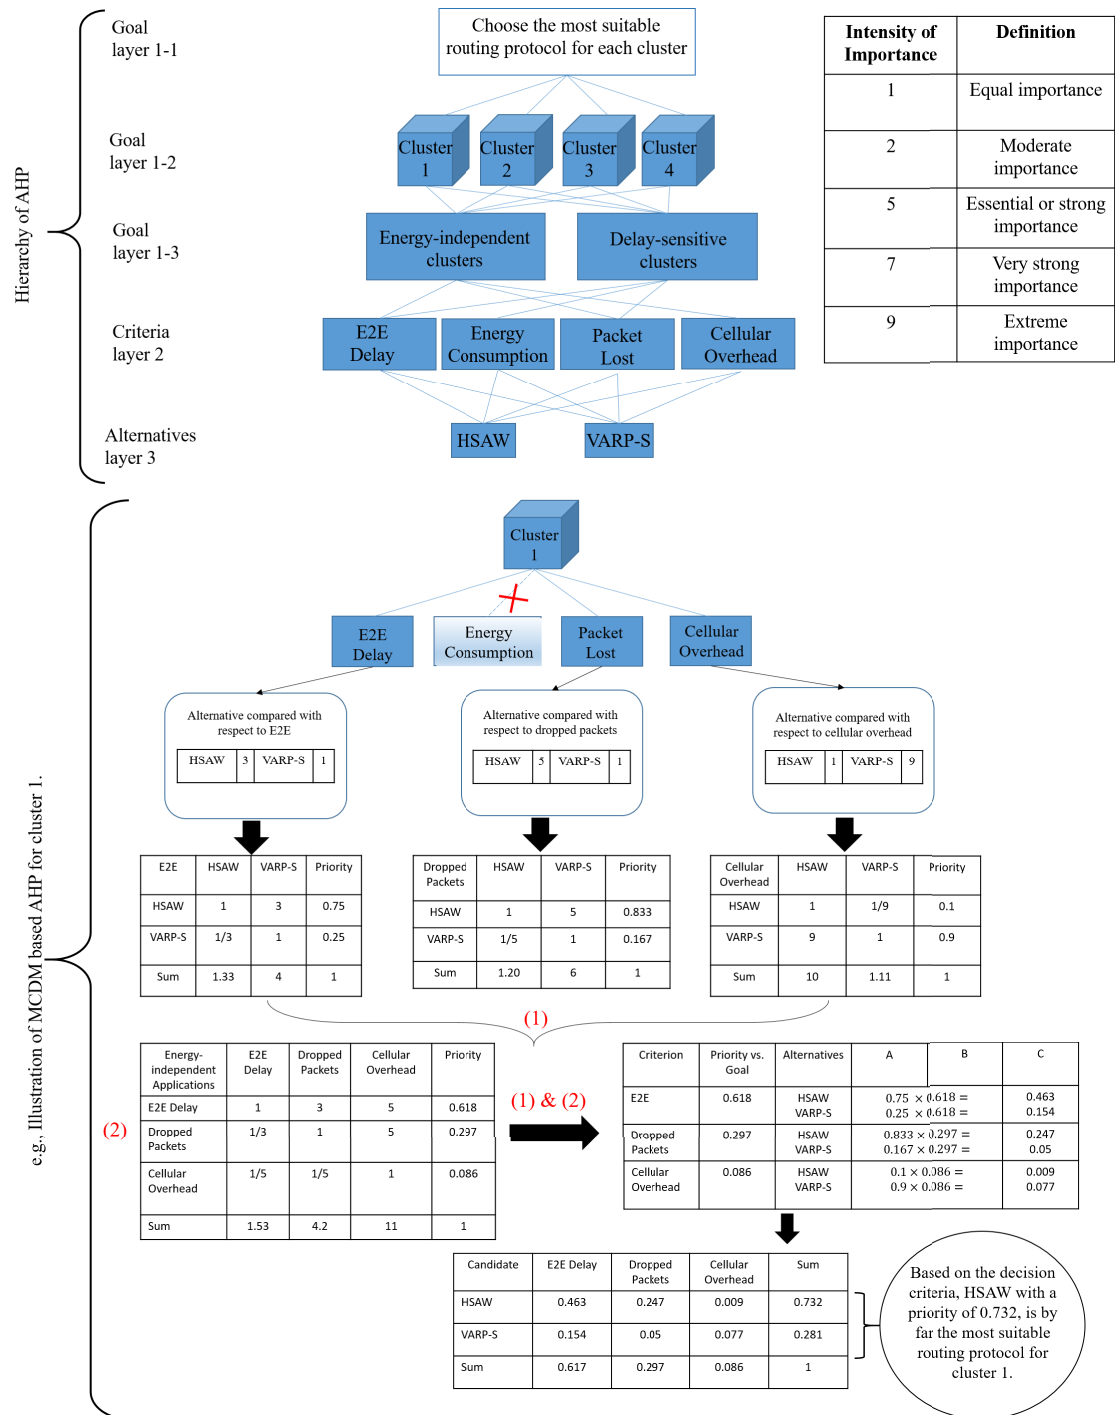 Hierarchy of AHP
Goal
layer 1-1
Choose the most suitable
routing protocol for each cluster
Goal
layer 1-2
Cluster
1
Cluster
2
Cluster
3
Cluster
4
Goal
layer 1-3
Energy-independent
clusters
Delay-sensitive
clusters
Criteria
layer 2
E2E
Delay
Energy
Consumption
Packet
Lost
Cellular
Overhead
Alternatives
layer 3
HSAW
VARP-S
Intensity of
Importance
Definition
1
Equal importance
2
Moderate
importance
5
Essential or strong
importance
7
Very strong
importance
9
Extreme
importance
e.g., Illustration of MCDM based AHP for cluster 1.
Cluster
1
E2E
Delay
Energy
Consumption
Packet
Lost
Cellular
Overhead
Alternative compared with
respect to E2E
HSAW 3 VARP-S 1
Alternative compared with
respect to dropped packets
HSAW 5 VARP-S 1
Alternative compared with
respect to cellular overhead
HSAW 1 VARP-S 9
E2E HSAW VARP-S Priority
HSAW 1 3 0.75
VARP-S 1/3 1 0.25
Sum 1.33 4 1
Dropped
Packets
HSAW VARP-S Priority
HSAW 1 5 0.833
VARP-S 1/5 1 0.167
Sum 1.20 6 1
Cellular
Overhead
HSAW VARP-S Priority
HSAW 1 1/9 0.1
VARP-S 9 1 0.9
Sum 10 1.11 1
(1)
(2)
Energy-
independent
Applications
E2E
Delay
Dropped
Packets
Cellular
Overhead
Priority
E2E Delay 1 3 5 0.618
Dropped
Packets
1/3 1 5 0.297
Cellular
Overhead
1/5 1/5 1 0.086
Sum 1.53 4.2 11 1
(1) & (2)
Criterion
Priority vs.
Goal
Alternatives A B C
E2E 0.618 HSAW 0.75 × 0.618 = 0.463
VARP-S 0.25 × 0.618 = 0.154
Dropped
Packets
0.297 HSAW 0.833 × 0.297 = 0.247
VARP-S 0.167 × 0.297 = 0.05
Cellular
Overhead
0.086 HSAW 0.1 × 0.086 = 0.009
VARP-S 0.9 × 0.086 = 0.077
Candidate E2E Delay
Dropped
Packets
Cellular
Overhead
Sum
HSAW 0.463 0.247 0.009 0.732
VARP-S 0.154 0.05 0.077 0.281
Sum 0.617 0.297 0.086 1
Based on the decision
criteria, HSAW with a
priority of 0.732, is by
far the most suitable
routing protocol for
cluster 1.